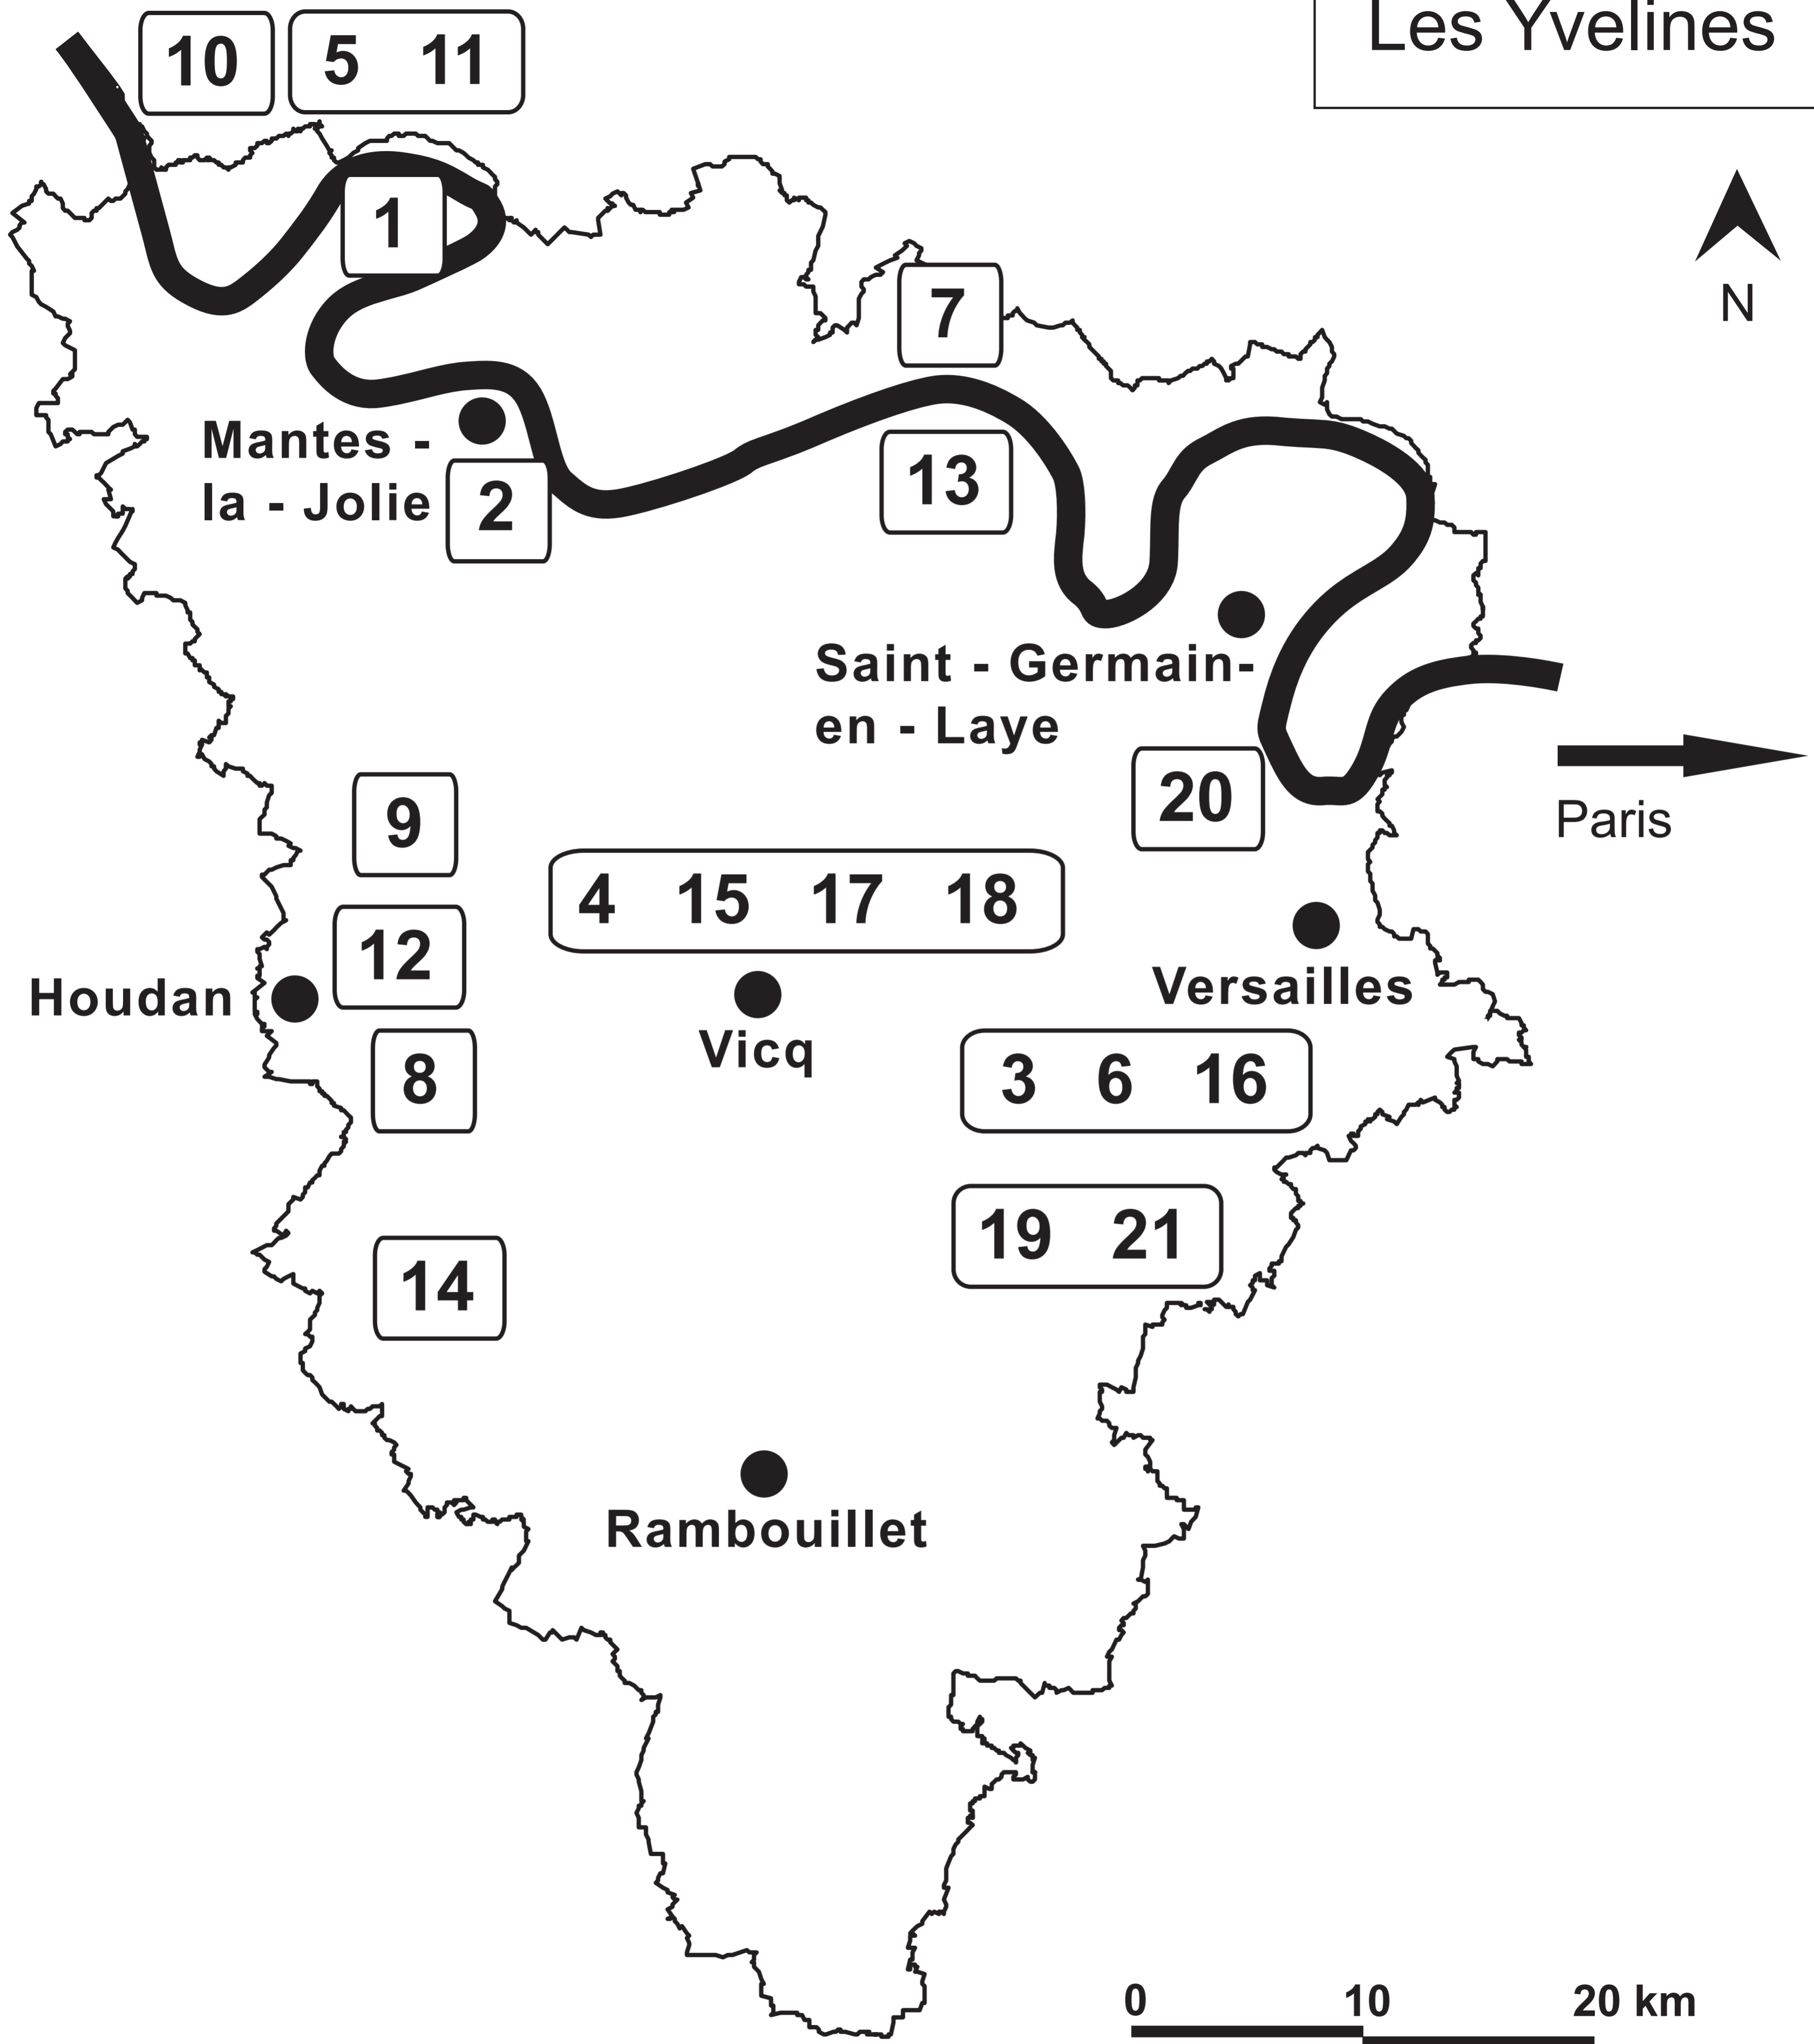 Les Yvelines
10
5 11
1
N
7
Mantes -
la - Jolie
2
13
Saint - Germain-
en - Laye
20
Paris
9
4 15 17 18
12
Houdan
Versailles
Vicq
3 6 16
8
19 21
14
Rambouillet
0 10 20 km